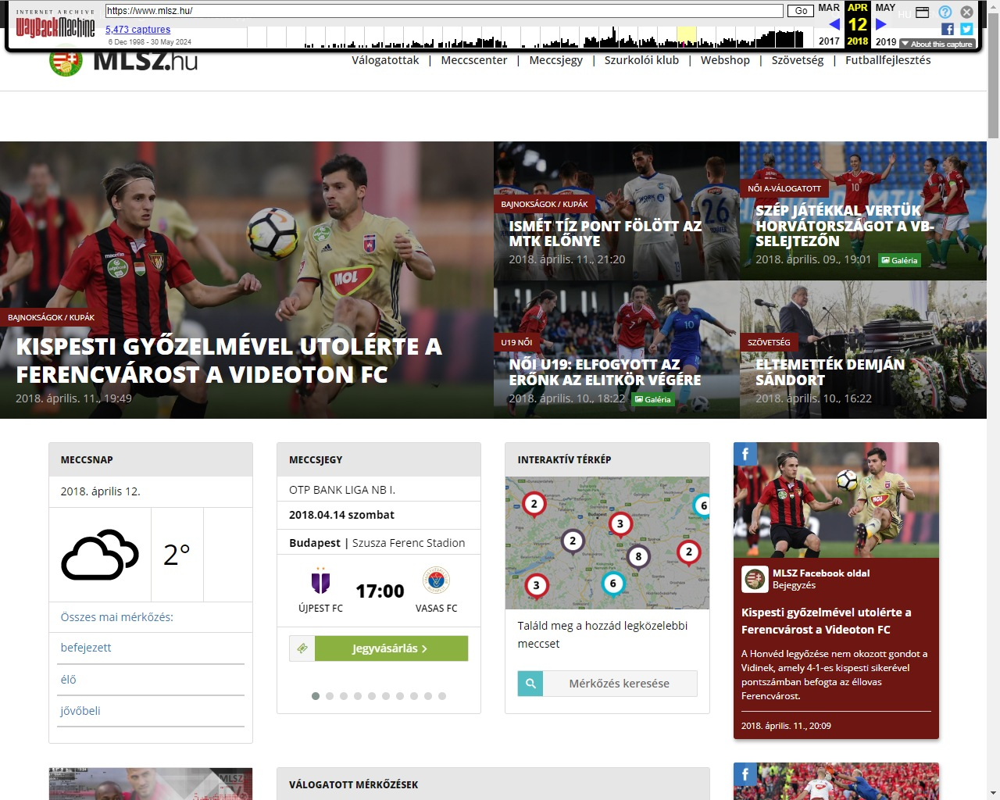 INTERNET ARCHIVE
WayBackMachine
https://www.mlsz.hu/
Go
MAR
APR
MAY
5,473 captures
12
6 Dec 1998 - 30 May 2024
2017
2018
2019
About this capture
HU
MLSZ.hu
Válogatottak | Meccscenter | Meccsjegy | Szurkolói klub | Webshop | Szövetség | Futballfejlesztés
BAJNOKSÁGOK / KUPÁK
KISPESTI GYŐZELMÉVEL UTOLÉRTE A
FERENCVÁROST A VIDEOTON FC
2018. április. 11., 19:49
BAJNOKSÁGOK / KUPÁK
ISMÉT TÍZ PONT FÖLÖTT AZ
MTK ELŐNYE
2018. április. 11., 21:20
NŐI A-VÁLOGATOTT
SZÉP JÁTÉKKAL VERTÜK
HORVÁTORSZÁGOT A VB-
SELEJTEZŐN
2018. április. 09., 19:01 Galéria
U19 NŐI
NŐI U19: ELFOGYOTT AZ
ERŐNK AZ ELITKÖR VÉGÉRE
2018. április. 10., 18:22 Galéria
SZÖVETSÉG
ELTEMETTÉK DEMJÁN
SÁNDORT
2018. április. 10., 16:22
MECCSNAP
2018. április 12.
2°
Összes mai mérkőzés:
befejezett
élő
jővőbeli
MECCSJEGY
OTP BANK LIGA NB I.
2018.04.14 szombat
Budapest | Szusza Ferenc Stadion
17:00
ÚJPEST FC
VASAS FC
Jegyvásárlás
INTERAKTÍV TÉRKÉP
2
6
3
2
8
2
3
6
Találd meg a hozzád legközelebbi
meccset
Mérkőzés keresése
MLSZ Facebook oldal
Bejegyzés
Kispesti győzelmével utolérte a
Ferencvárost a Videoton FC
A Honvéd legyőzése nem okozott gondot a
Vidinek, amely 4-1-es kispesti sikerével
pontszámban befogta az éllovas
Ferencvárost.
2018. április. 11., 20:09
VÁLOGATOTT MÉRKŐZÉSEK